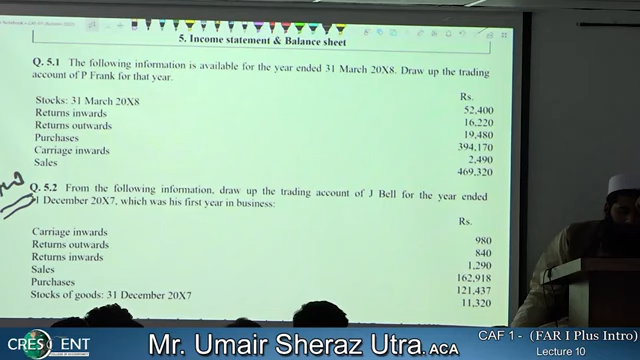 5. Income statement & Balance sheet
Q. 5.1 The following information is available for the year ended 31 March 20X8. Draw up the trading
account of P Frank for that year.
Rs.
Stocks: 31 March 20X8 52,400
Returns inwards 16,220
Returns outwards 19,480
Purchases 394,170
Carriage inwards 2,490
Sales 469,320
Q. 5.2 From the following information, draw up the trading account of J Bell for the year ended
31 December 20X7, which was his first year in business:
Rs.
Carriage inwards 980
Returns outwards 840
Returns inwards 1,290
Sales 162,918
Purchases 121,437
Stocks of goods: 31 December 20X7 11,320
CRESCENT
Mr. Umair Sheraz Utra. ACA
CAF 1 - (FAR I Plus Intro)
Lecture 10